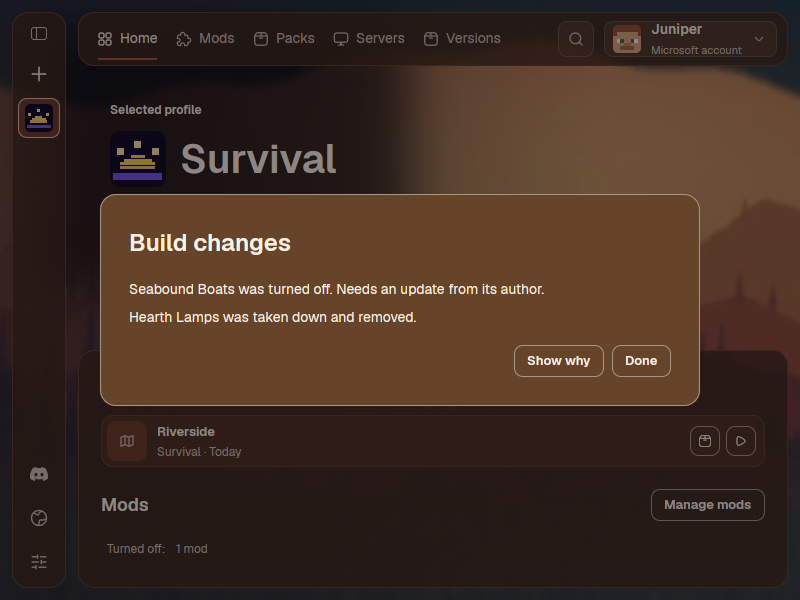 Home
Mods
Packs
Servers
Versions
Juniper
Microsoft account
Selected profile
Survival
Build changes
Seabound Boats was turned off. Needs an update from its author.
Hearth Lamps was taken down and removed.
Show why
Done
Riverside
Survival · Today
Mods
Manage mods
Turned off: 1 mod